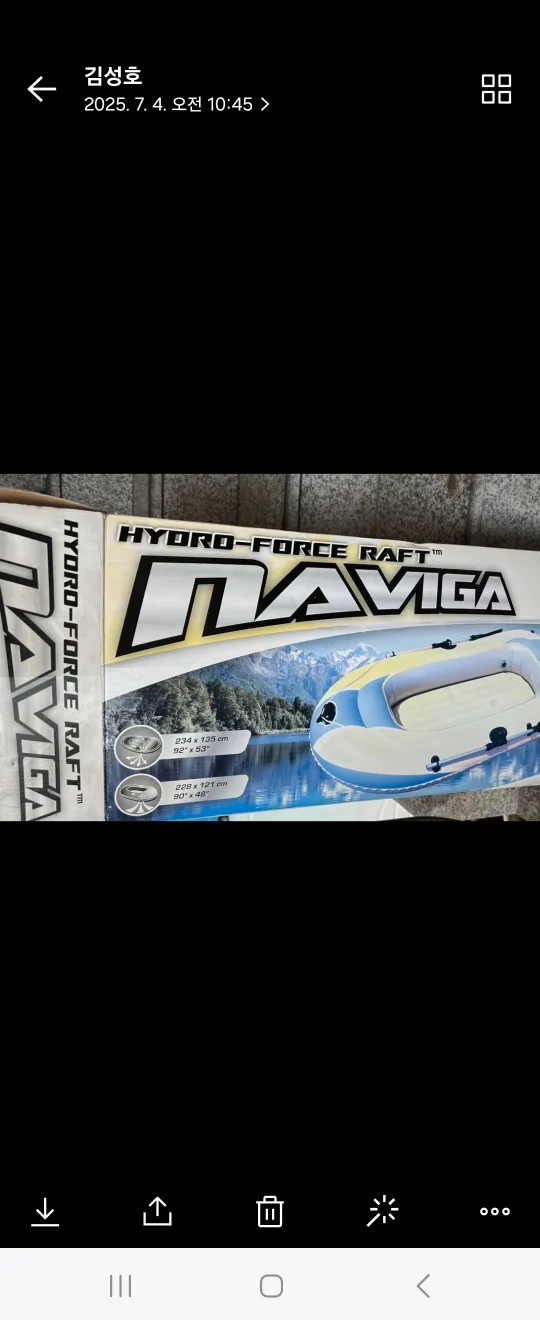 김성호
2025. 7. 4. 오전 10:45
HYDRO-FORCE RAFT™
NAVIGA
HYDRO-FORCE RAFT™
NAVIGA
234 x 135 cm
92" x 53"
228 x 121 cm
90" x 48"